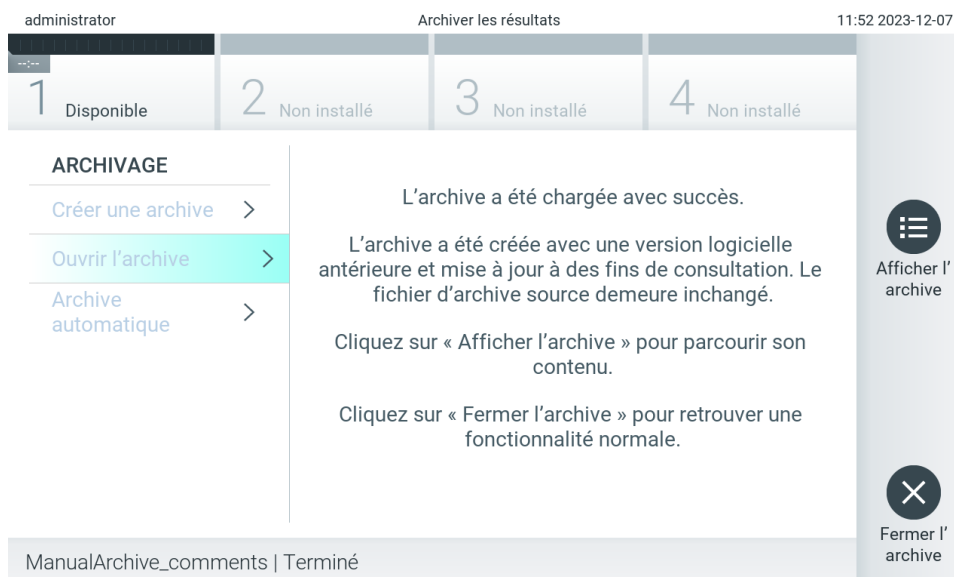 administrator
Archiver les résultats
11:52 2023-12-07
--:--
1 Disponible
2 Non installé
3 Non installé
4 Non installé
ARCHIVAGE
Créer une archive
Ouvrir l’archive
Archive
automatique
L’archive a été chargée avec succès.
L’archive a été créée avec une version logicielle
antérieure et mise à jour à des fins de consultation. Le
fichier d’archive source demeure inchangé.
Cliquez sur « Afficher l’archive » pour parcourir son
contenu.
Cliquez sur « Fermer l’archive » pour retrouver une
fonctionnalité normale.
Afficher l’
archive
Fermer l’
archive
ManualArchive_comments | Terminé